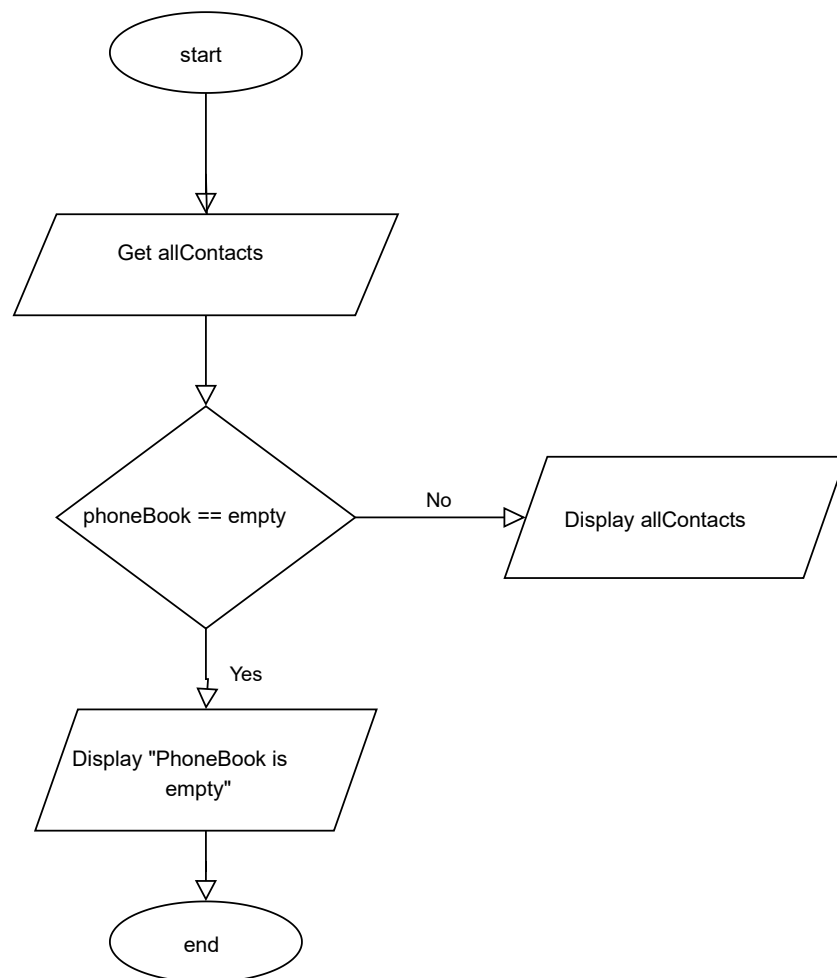 start
Get allContacts
phoneBook == empty
No
Display allContacts
Yes
Display "PhoneBook is
empty"
end